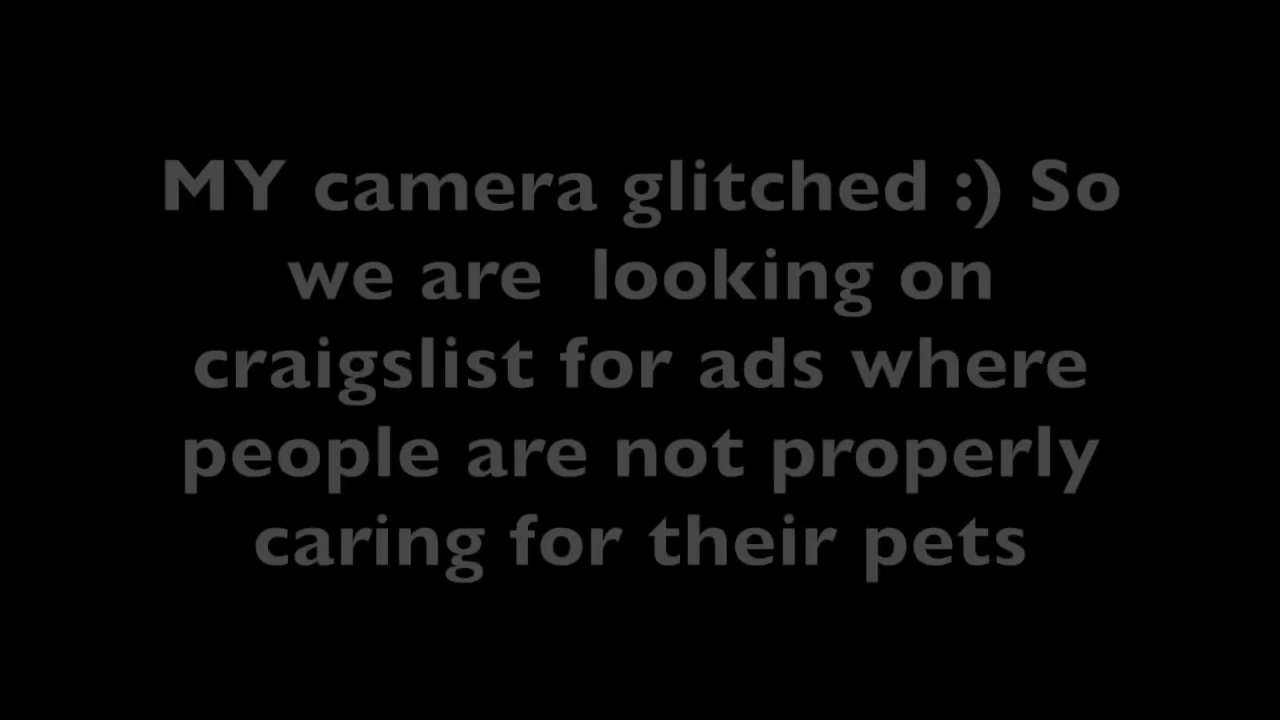 MY camera glitched :) So
we are  looking on
craigslist for ads where
people are not properly
caring for their pets